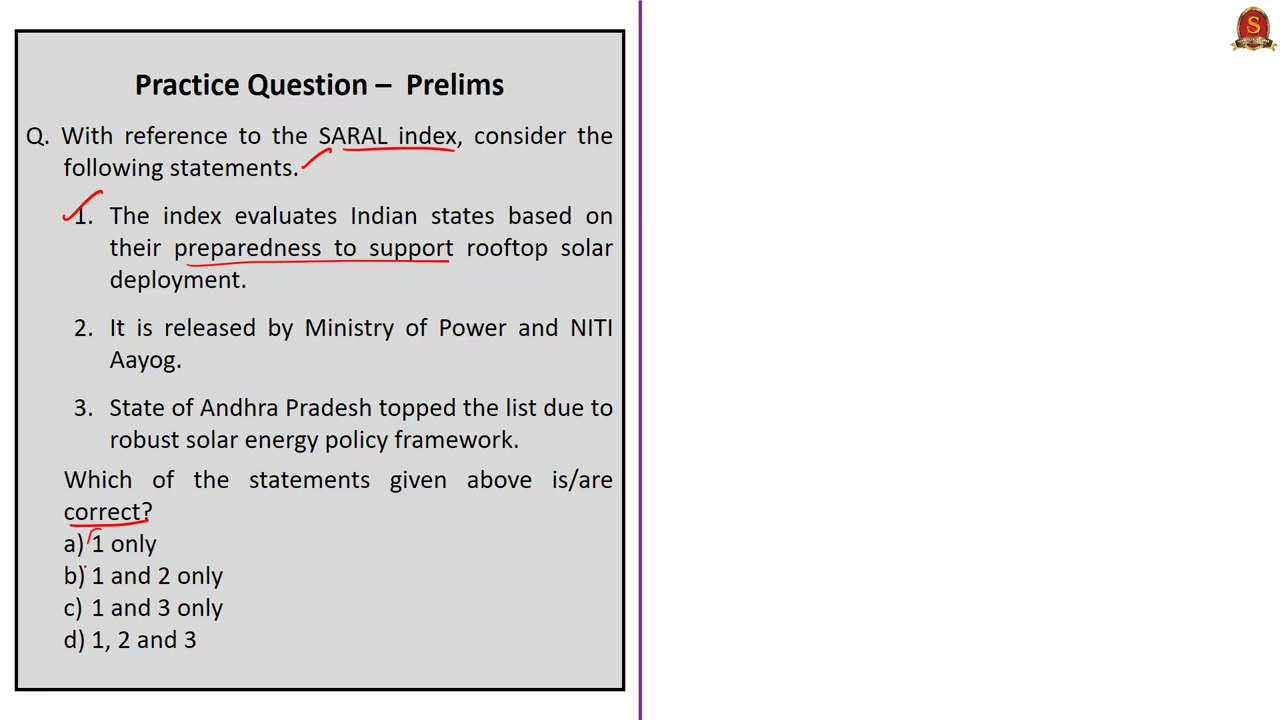 Practice Question – Prelims
Q. With reference to the SARAL index, consider the
following statements.
1. The index evaluates Indian states based on
their preparedness to support rooftop solar
deployment.
2. It is released by Ministry of Power and NITI
Aayog.
3. State of Andhra Pradesh topped the list due to
robust solar energy policy framework.
Which of the statements given above is/are
correct?
a) 1 only
b) 1 and 2 only
c) 1 and 3 only
d) 1, 2 and 3
S